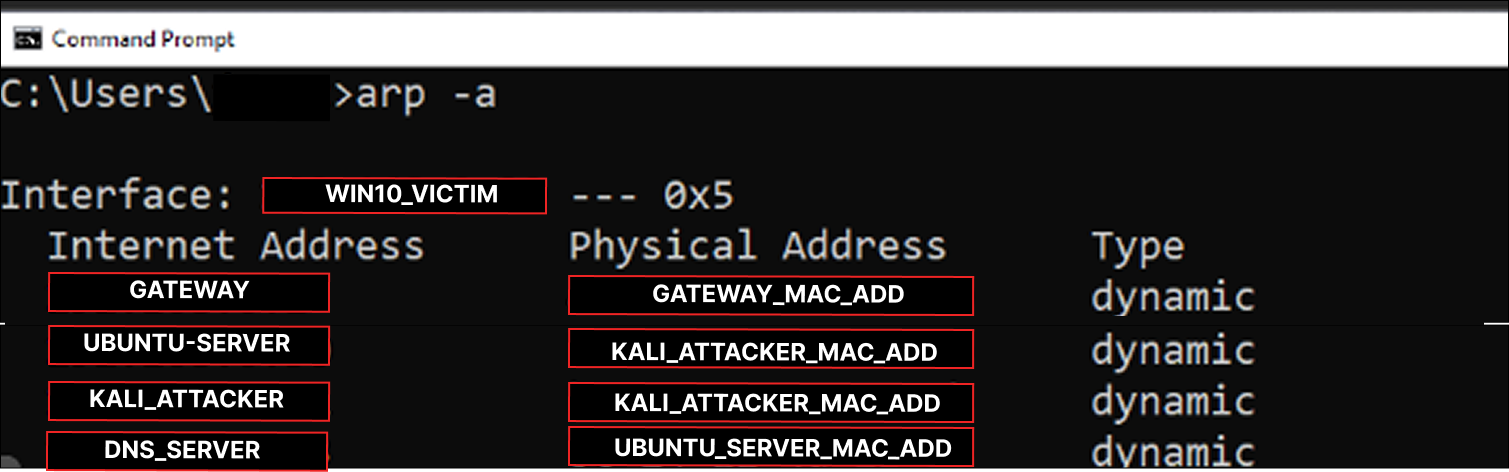 Command Prompt
C:\Users\ >arp -a
Interface: WIN10_VICTIM --- 0x5
Internet Address Physical Address Type
GATEWAY GATEWAY_MAC_ADD dynamic
UBUNTU-SERVER KALI_ATTACKER_MAC_ADD dynamic
KALI_ATTACKER KALI_ATTACKER_MAC_ADD dynamic
DNS_SERVER UBUNTU_SERVER_MAC_ADD dynamic